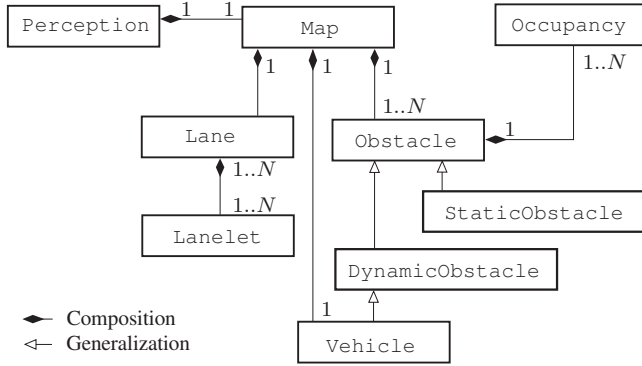 Perception
1
1
Map
Occupancy
1
1
1
1..N
1..N
Lane
Obstacle
1
1..N
1..N
StaticObstacle
Lanelet
DynamicObstacle
Composition
1
Generalization
Vehicle